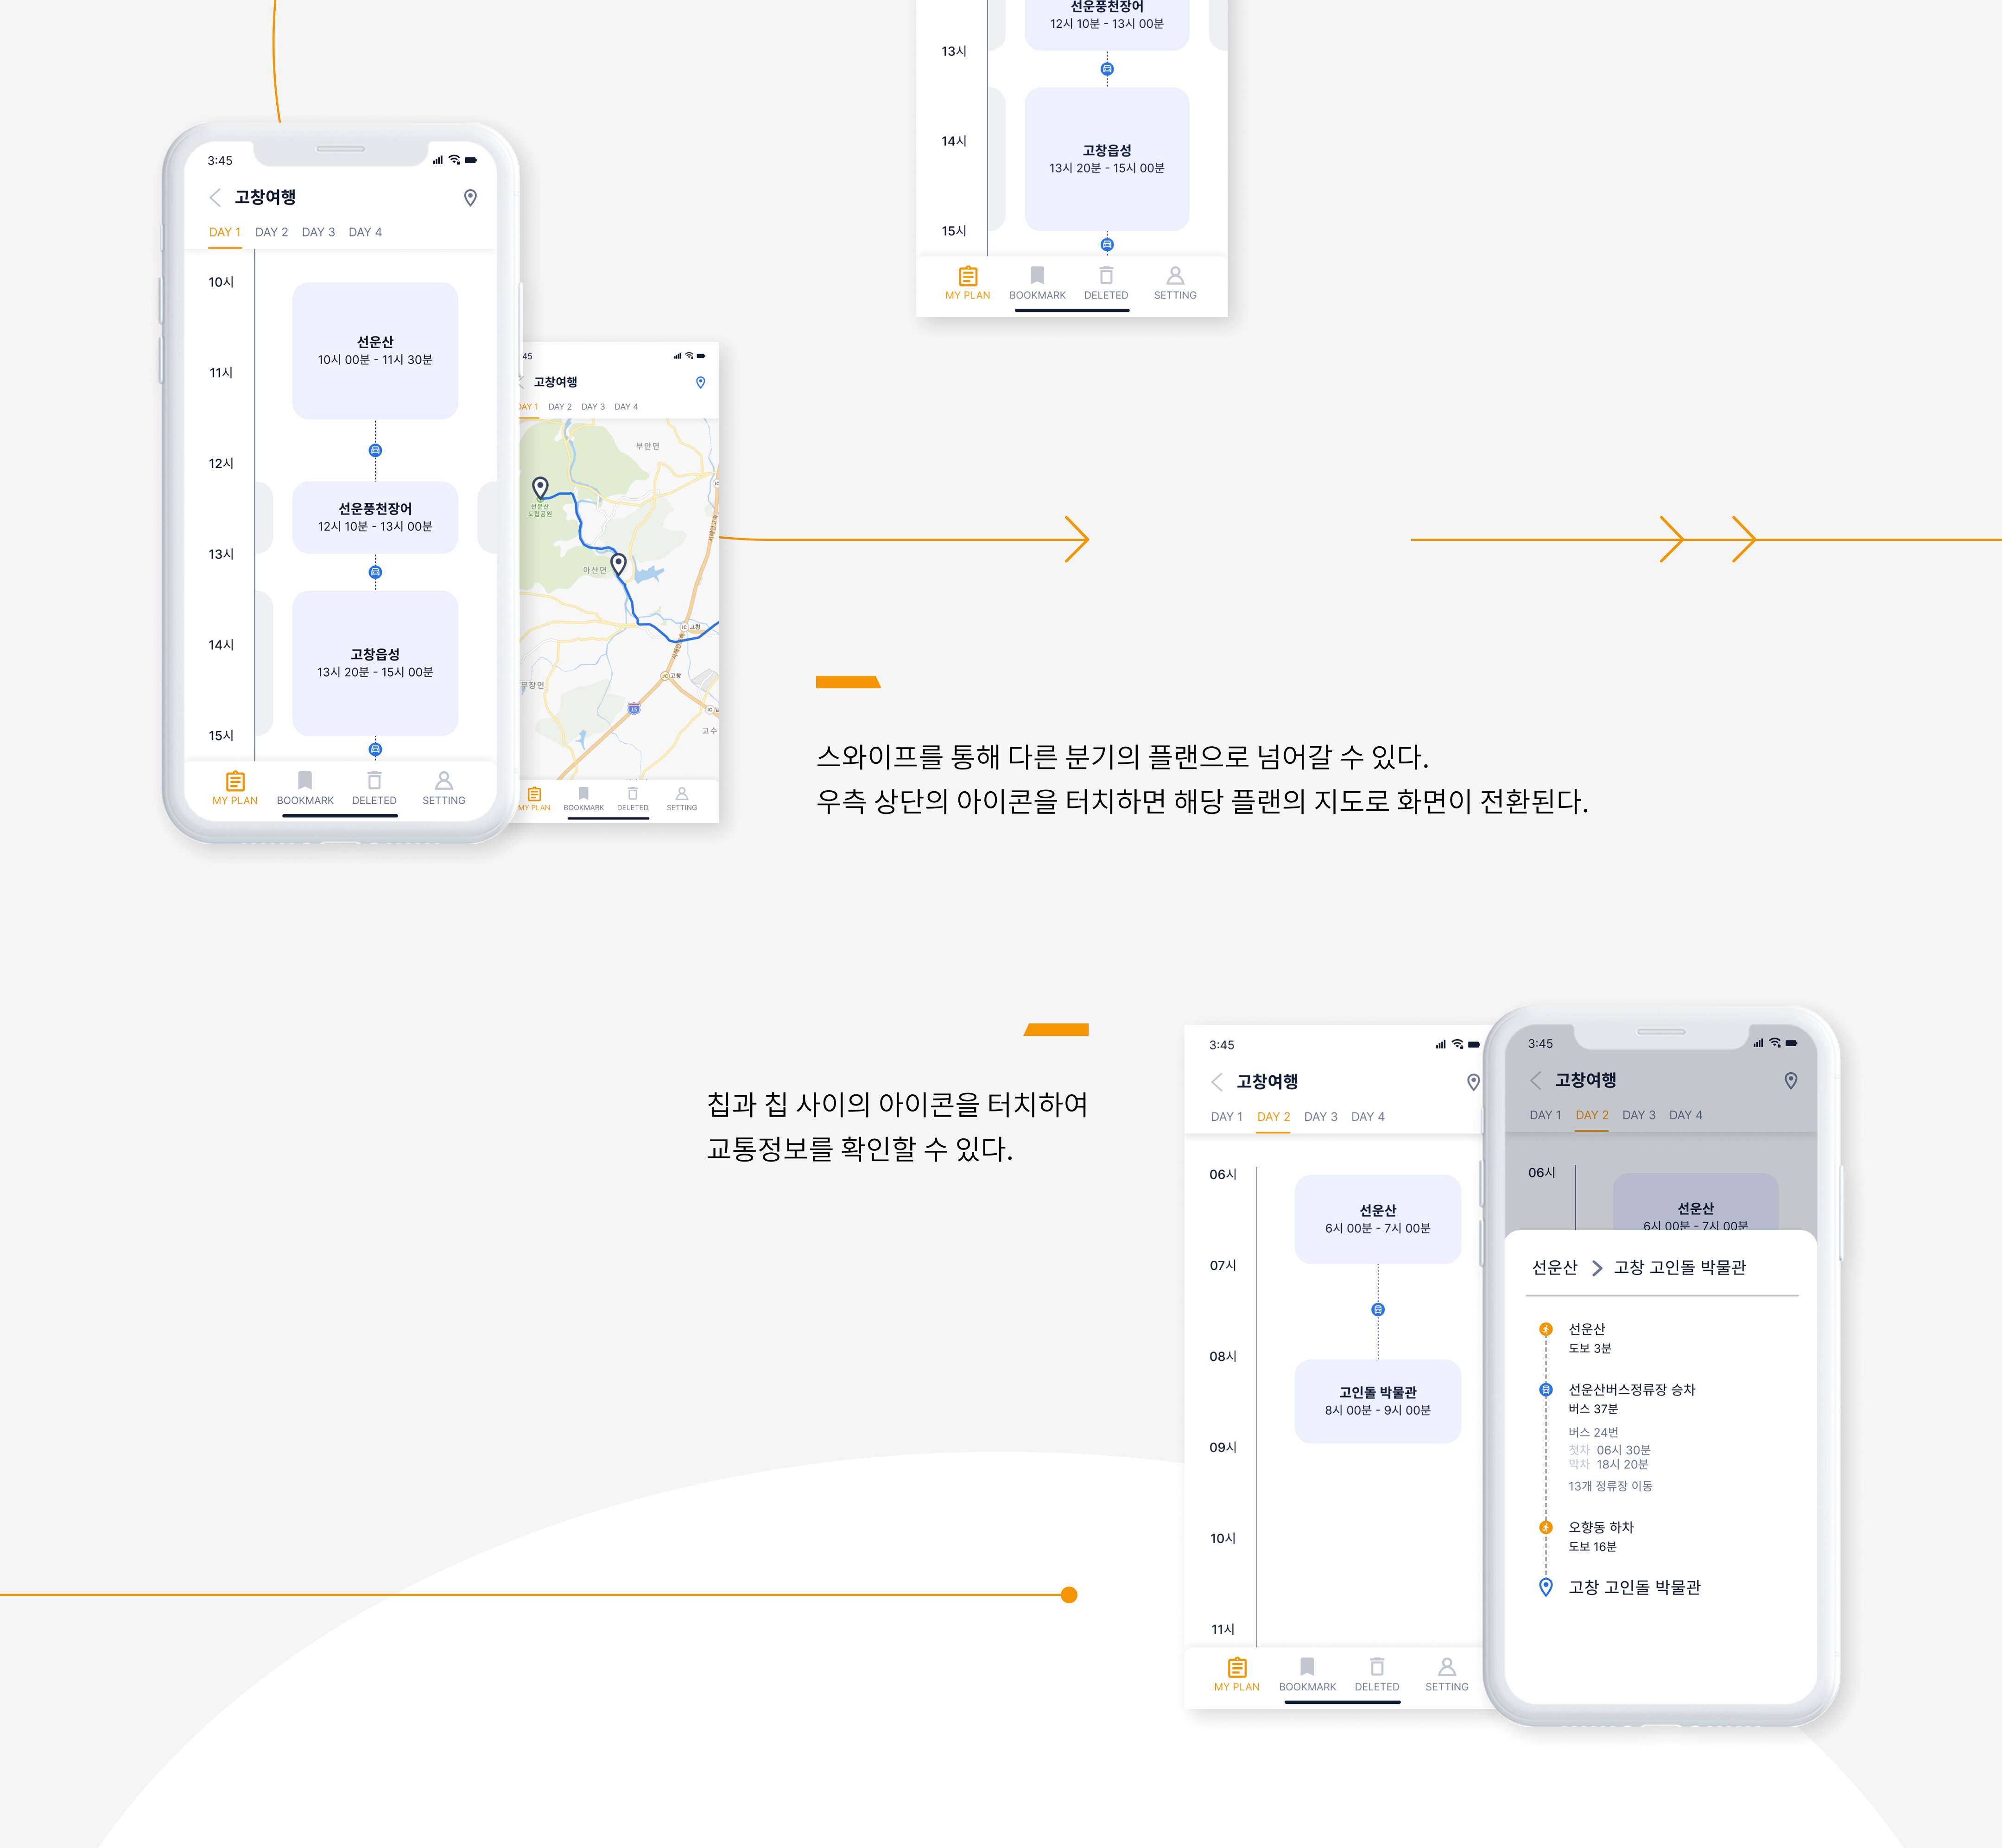 선운풍천장어
12시 10분 - 13시 00분
13시
14시
고창읍성
13시 20분 - 15시 00분
15시
MY PLAN
BOOKMARK
DELETED
SETTING
3:45
고창여행
DAY 1
DAY 2
DAY 3
DAY 4
10시
선운산
10시 00분 - 11시 30분
11시
12시
선운풍천장어
12시 10분 - 13시 00분
13시
14시
고창읍성
13시 20분 - 15시 00분
15시
MY PLAN
BOOKMARK
DELETED
SETTING
45
고창여행
DAY 1
DAY 2
DAY 3
DAY 4
부안면
선운산
도립공원
서해안고속
아산면
IC 고창
서해안고속
JC 고창
무장면
15
IC
고수
MY PLAN
BOOKMARK
DELETED
SETTING
스와이프를 통해 다른 분기의 플랜으로 넘어갈 수 있다.
우측 상단의 아이콘을 터치하면 해당 플랜의 지도로 화면이 전환된다.
칩과 칩 사이의 아이콘을 터치하여
교통정보를 확인할 수 있다.
3:45
고창여행
DAY 1
DAY 2
DAY 3
DAY 4
06시
선운산
6시 00분 - 7시 00분
07시
08시
고인돌 박물관
8시 00분 - 9시 00분
09시
10시
11시
MY PLAN
BOOKMARK
DELETED
SETTING
3:45
고창여행
DAY 1
DAY 2
DAY 3
DAY 4
06시
선운산
6시 00분 - 7시 00분
선운산 > 고창 고인돌 박물관
선운산
도보 3분
선운산버스정류장 승차
버스 37분
버스 24번
첫차 06시 30분
막차 18시 20분
13개 정류장 이동
오향동 하차
도보 16분
고창 고인돌 박물관